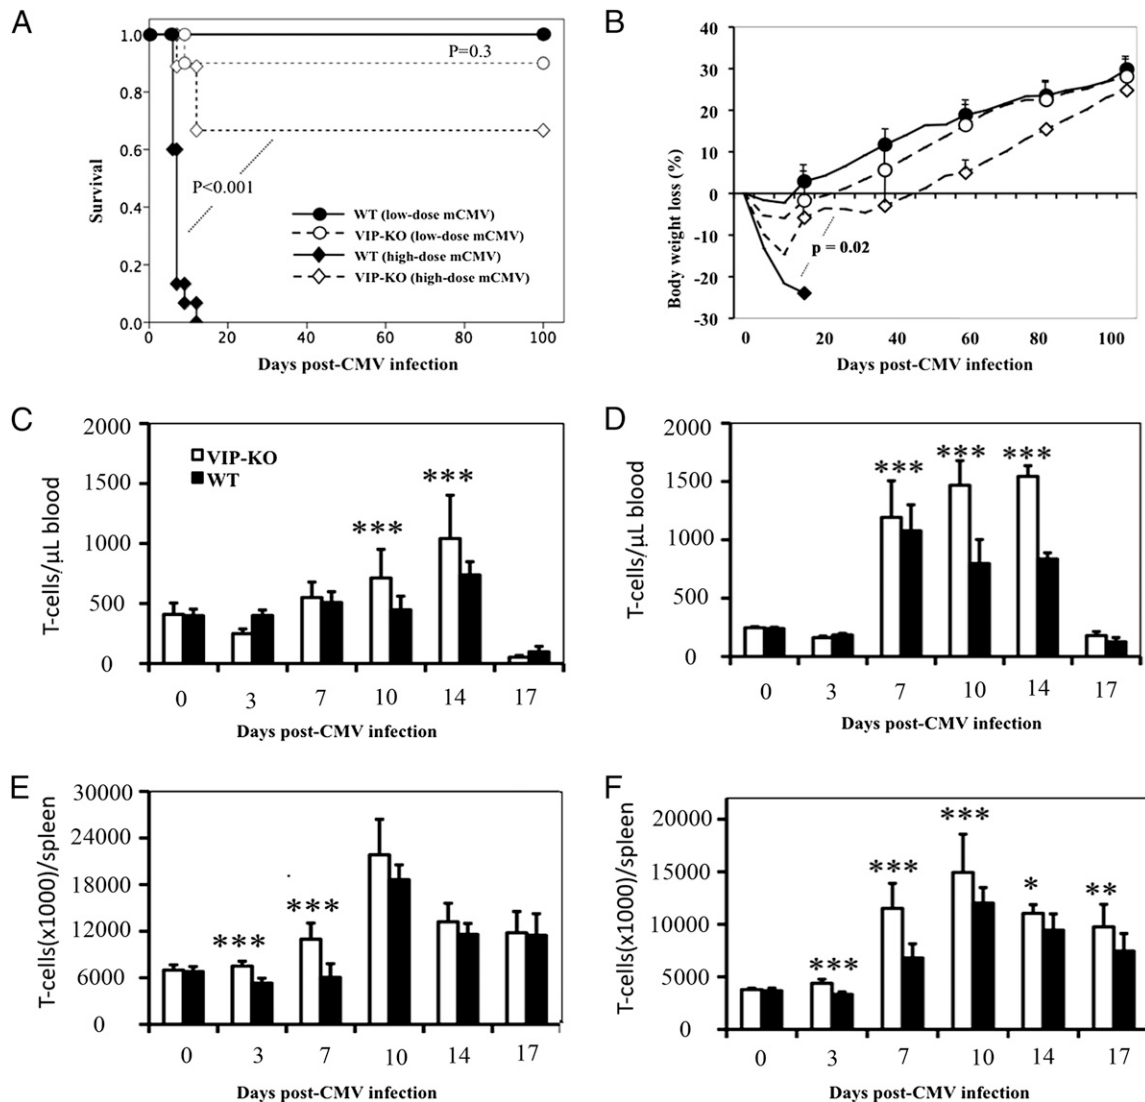 A
1.0
0.8
0.6
0.4
0.2
0.0
Survival
P=0.3
P<0.001
WT (low-dose mCMV)
VIP-KO (low-dose mCMV)
WT (high-dose mCMV)
VIP-KO (high-dose mCMV)
0 20 40 60 80 100
Days post-CMV infection
B
40
30
20
10
0
-10
-20
-30
Body weight loss (%)
p = 0.02
0 20 40 60 80 100
Days post-CMV infection
C
2000
1500
1000
500
0
T-cells/μL blood
VIP-KO
WT
***
***
0 3 7 10 14 17
Days post-CMV infection
D
2000
1500
1000
500
0
T-cells/μL blood
*** *** ***
0 3 7 10 14 17
Days post-CMV infection
E
30000
24000
18000
12000
6000
0
T-cells(x1000)/spleen
***
***
0 3 7 10 14 17
Days post-CMV infection
F
20000
15000
10000
5000
0
T-cells(x1000)/spleen
***
***
***
*
**
0 3 7 10 14 17
Days post-CMV infection